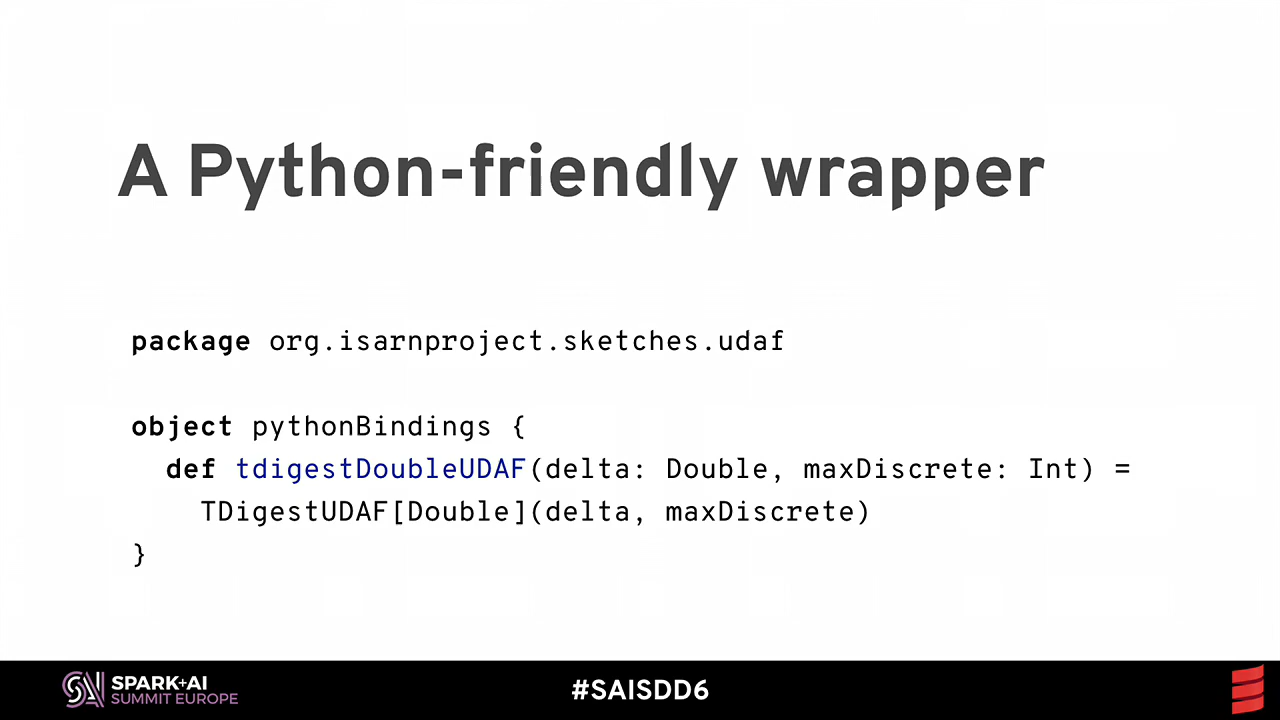 A Python-friendly wrapper
package org.isarnproject.sketches.udaf
object pythonBindings {
def tdigestDoubleUDAF(delta: Double, maxDiscrete: Int) =
TDigestUDAF[Double](delta, maxDiscrete)
}
SPARK+AI
SUMMIT EUROPE
#SAISDD6